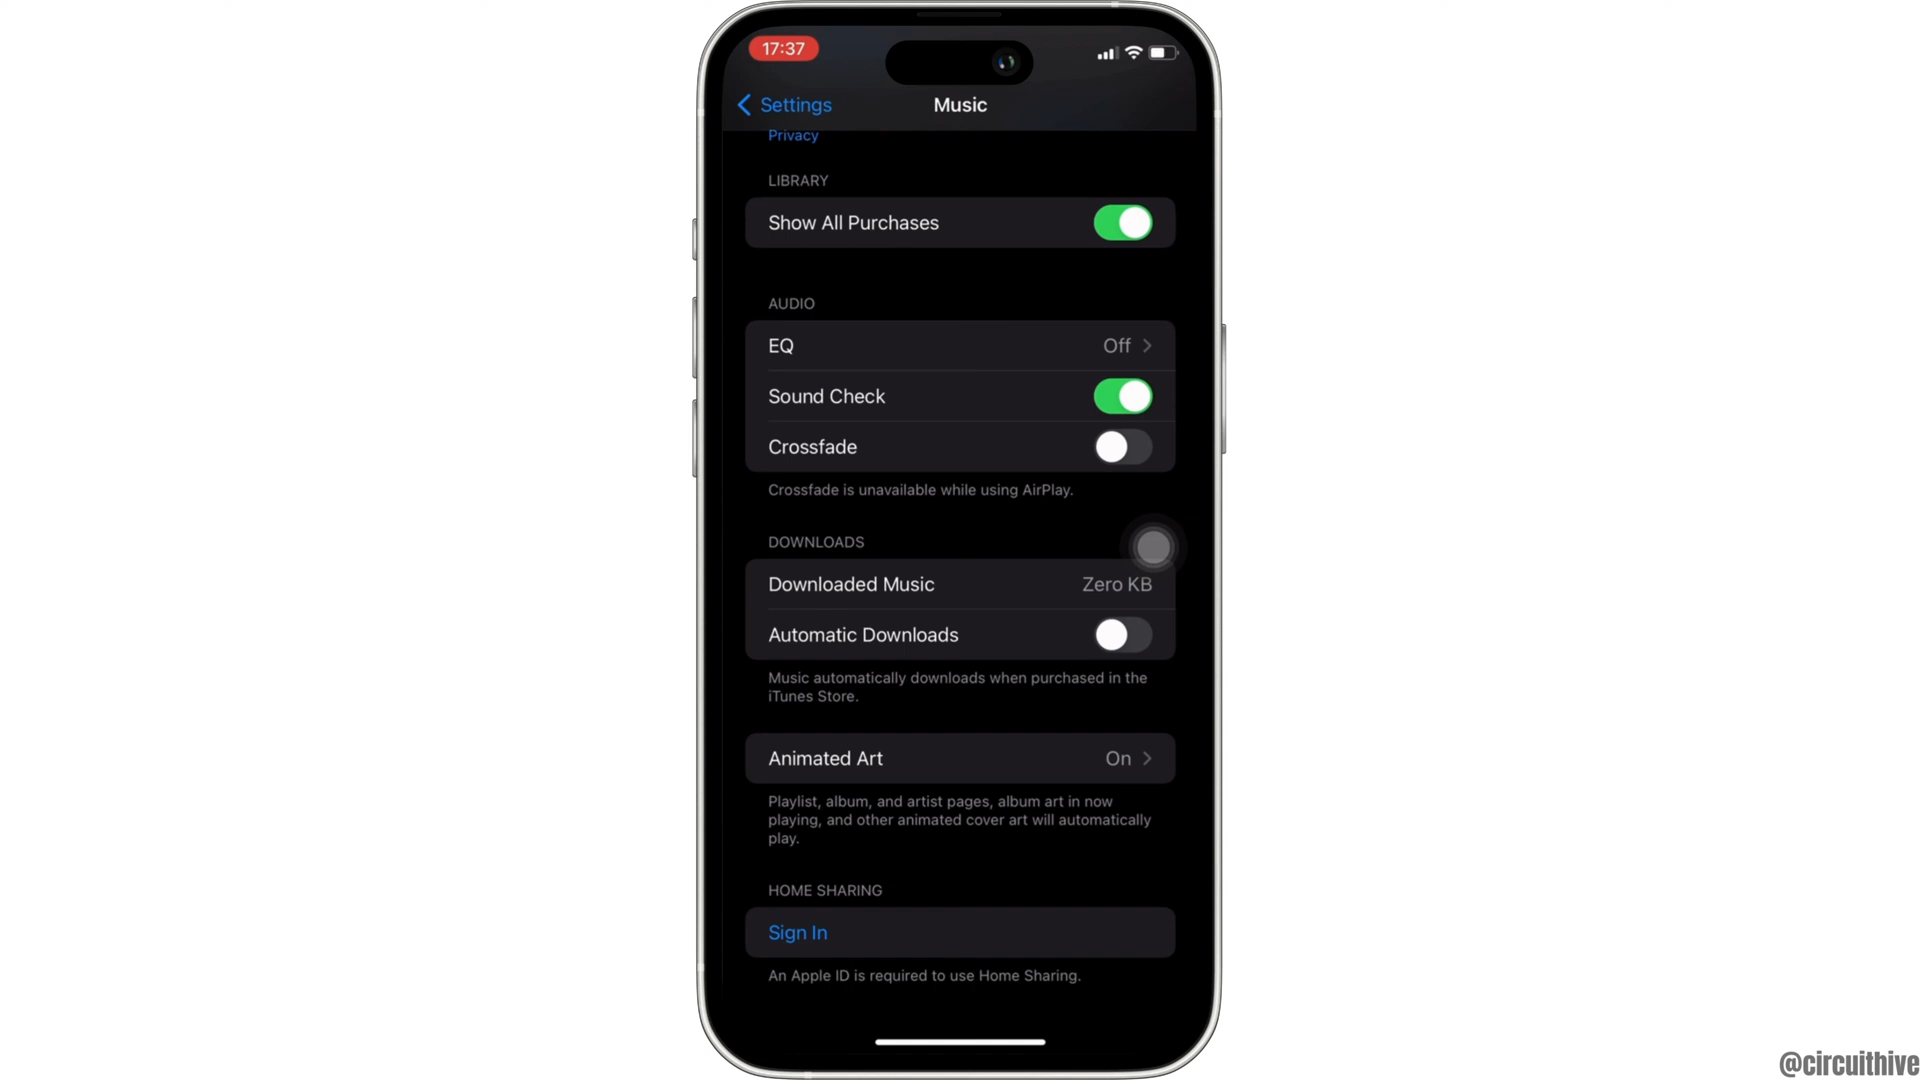 17:37
Settings
Music
Privacy
LIBRARY
Show All Purchases
AUDIO
EQ
Off
Sound Check
Crossfade
Crossfade is unavailable while using AirPlay.
DOWNLOADS
Downloaded Music
Zero KB
Automatic Downloads
Music automatically downloads when purchased in the
iTunes Store.
Animated Art
On
Playlist, album, and artist pages, album art in now
playing, and other animated cover art will automatically
play.
HOME SHARING
Sign In
An Apple ID is required to use Home Sharing.
@circuithive